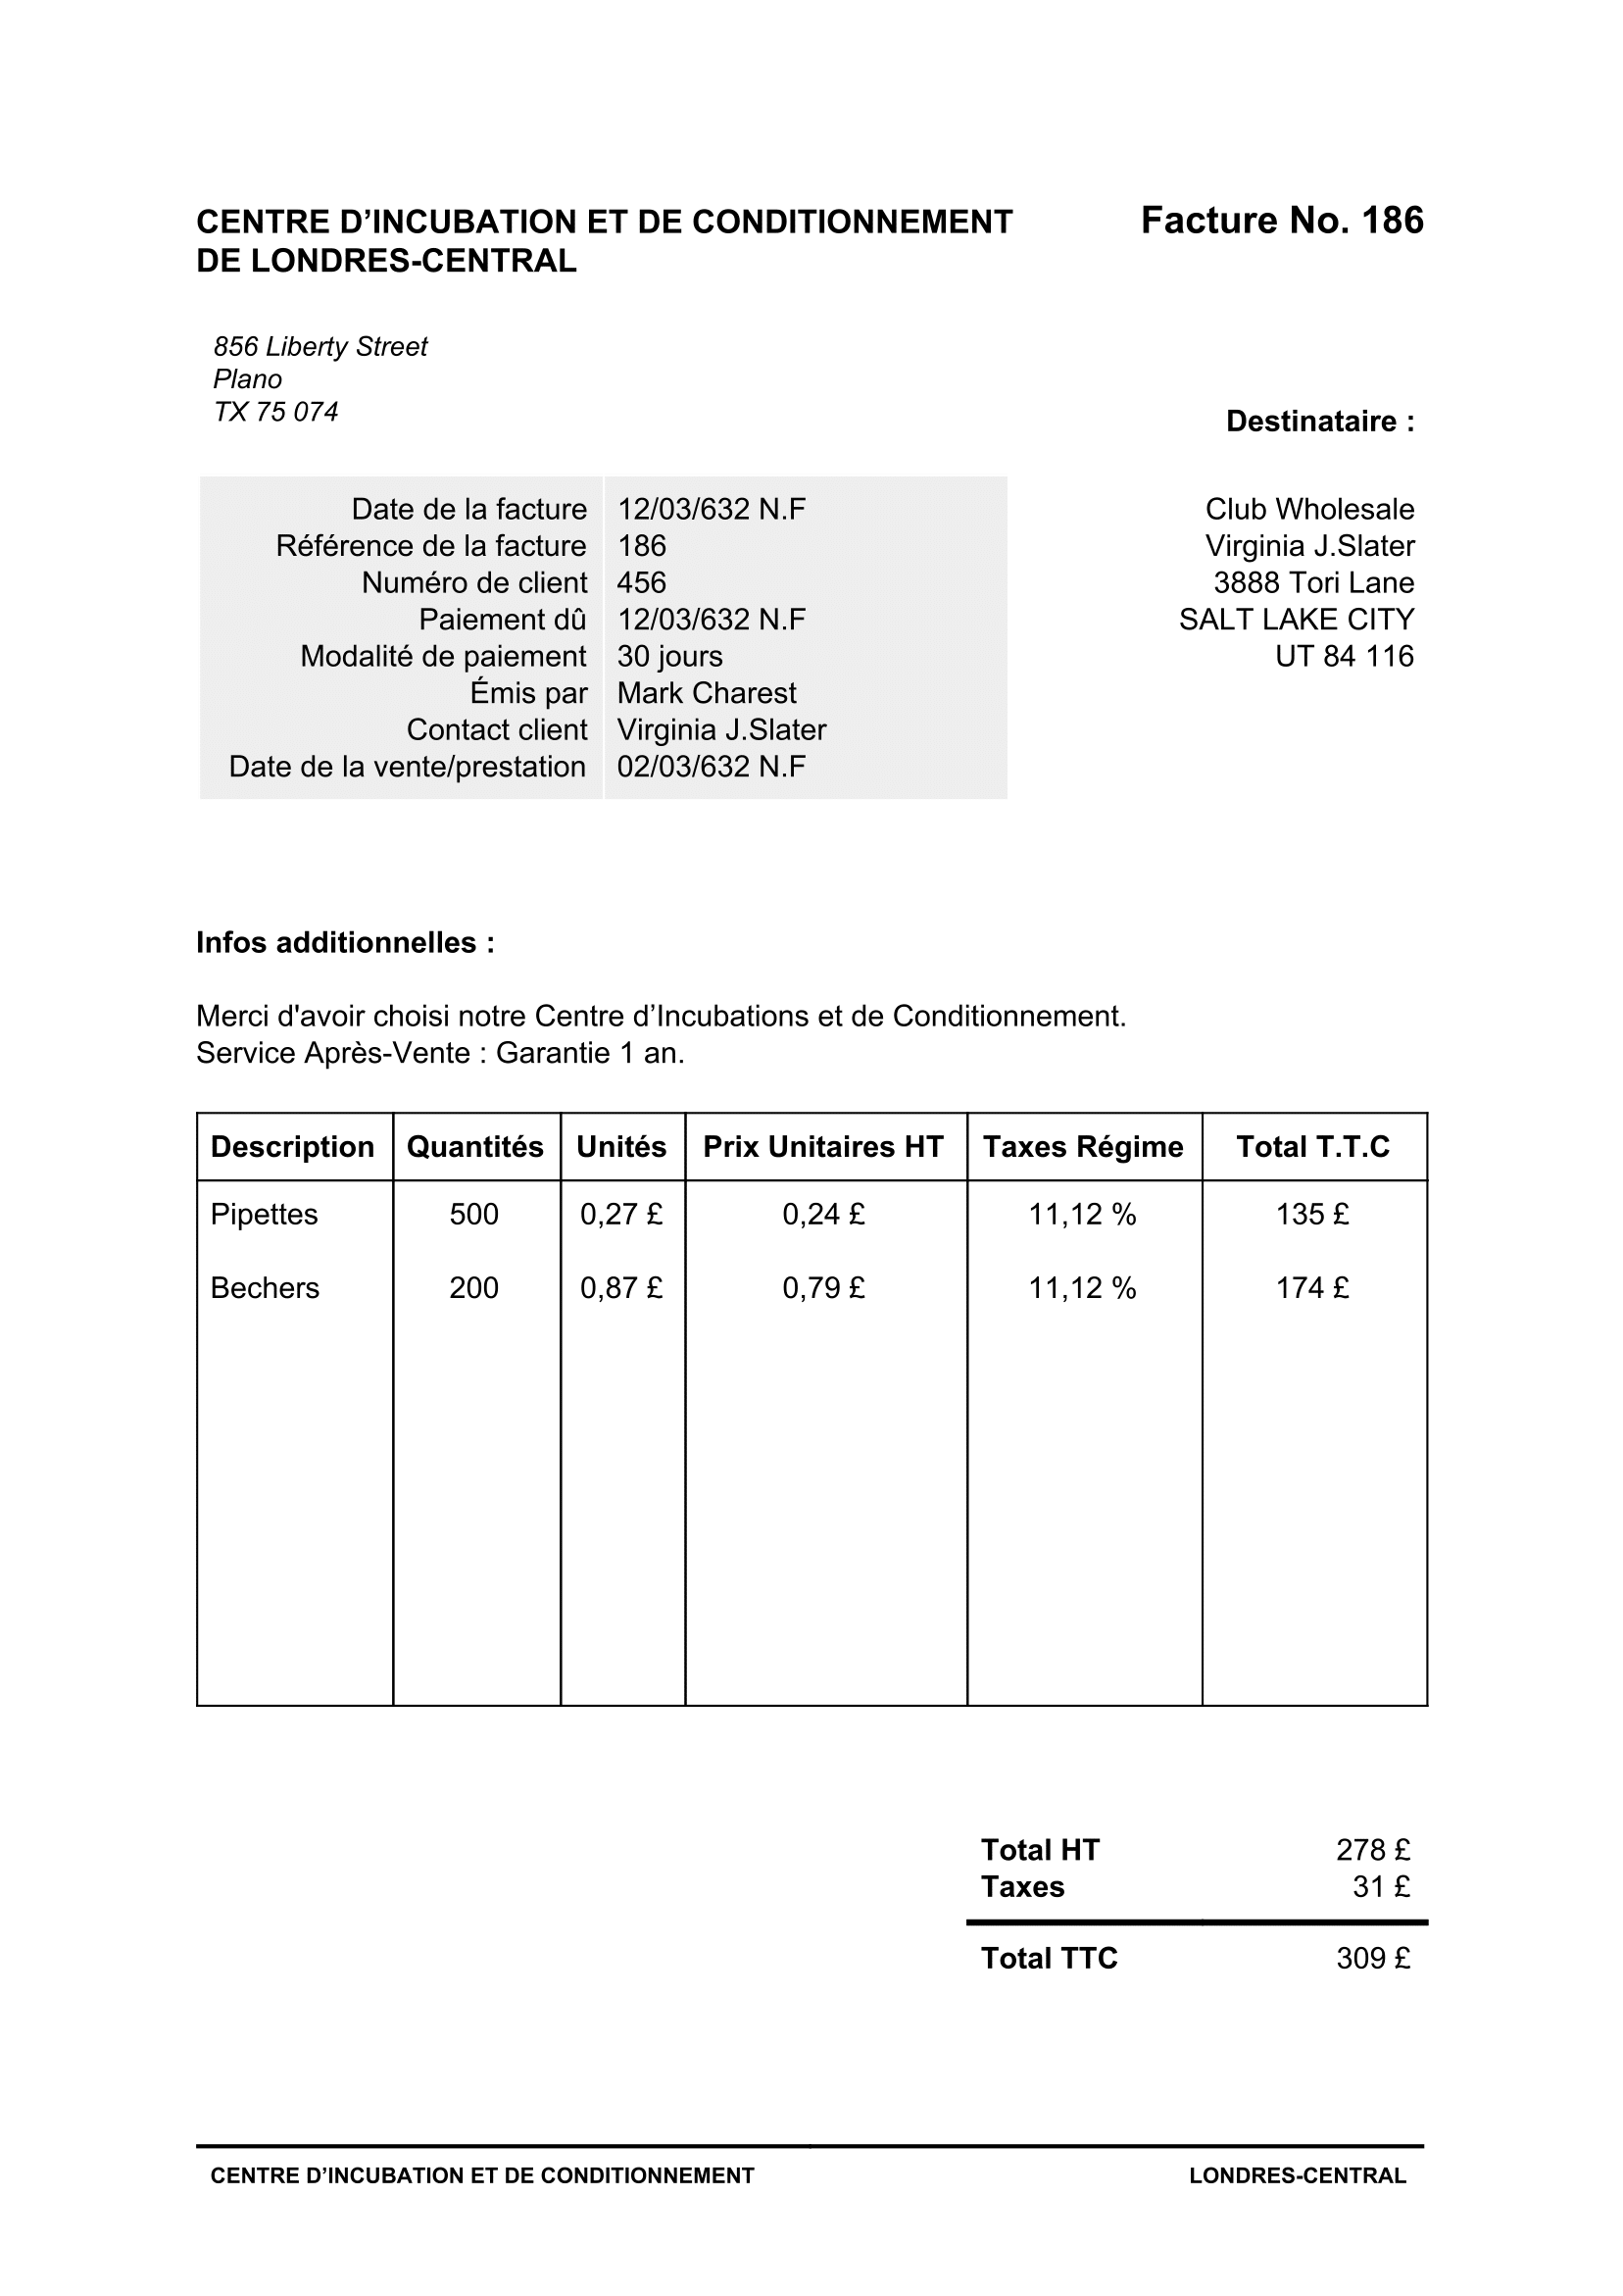 CENTRE D’INCUBATION ET DE CONDITIONNEMENT
DE LONDRES-CENTRAL
Facture No. 186
856 Liberty Street
Plano
TX 75 074
Destinataire :
Date de la facture 12/03/632 N.F
Référence de la facture 186
Numéro de client 456
Paiement dû 12/03/632 N.F
Modalité de paiement 30 jours
Émis par Mark Charest
Contact client Virginia J.Slater
Date de la vente/prestation 02/03/632 N.F
Club Wholesale
Virginia J.Slater
3888 Tori Lane
SALT LAKE CITY
UT 84 116
Infos additionnelles :
Merci d'avoir choisi notre Centre d’Incubations et de Conditionnement.
Service Après-Vente : Garantie 1 an.
Description Quantités Unités Prix Unitaires HT Taxes Régime Total T.T.C
Pipettes 500 0,27 £ 0,24 £ 11,12 % 135 £
Bechers 200 0,87 £ 0,79 £ 11,12 % 174 £
Total HT 278 £
Taxes 31 £
Total TTC 309 £
CENTRE D’INCUBATION ET DE CONDITIONNEMENT LONDRES-CENTRAL